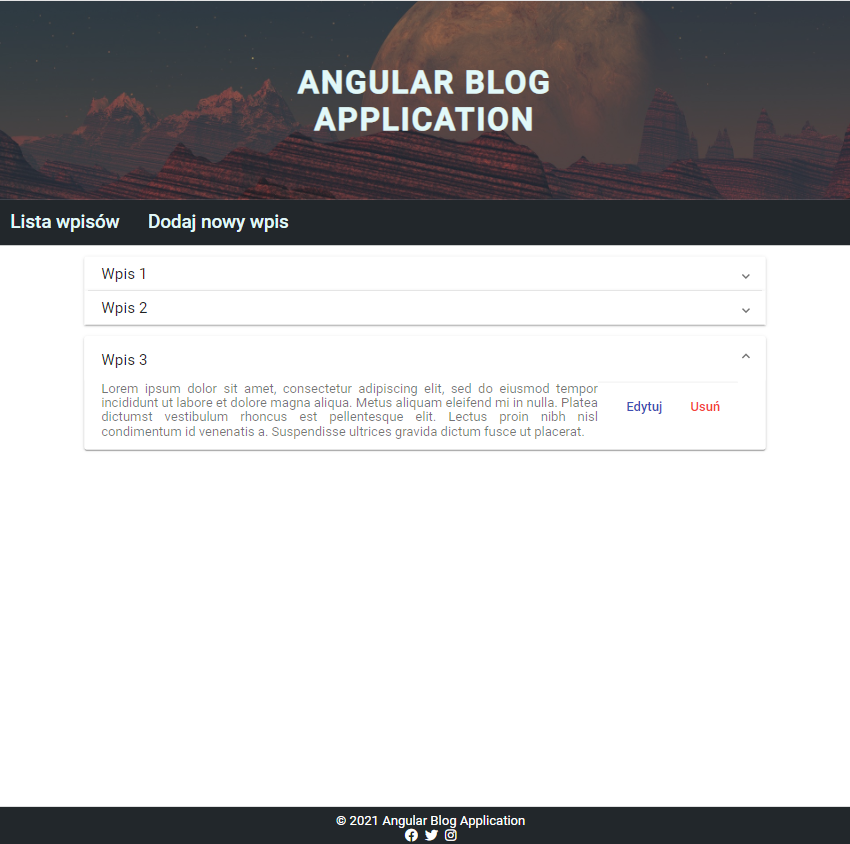 ANGULAR BLOG
APPLICATION
Lista wpisów Dodaj nowy wpis
Wpis 1
Wpis 2
Wpis 3
Lorem ipsum dolor sit amet, consectetur adipiscing elit, sed do eiusmod tempor
incididunt ut labore et dolore magna aliqua. Metus aliquam eleifend mi in nulla. Platea
dictumst vestibulum rhoncus est pellentesque elit. Lectus proin nibh nisl
condimentum id venenatis a. Suspendisse ultrices gravida dictum fusce ut placerat.
Edytuj Usuń
© 2021 Angular Blog Application